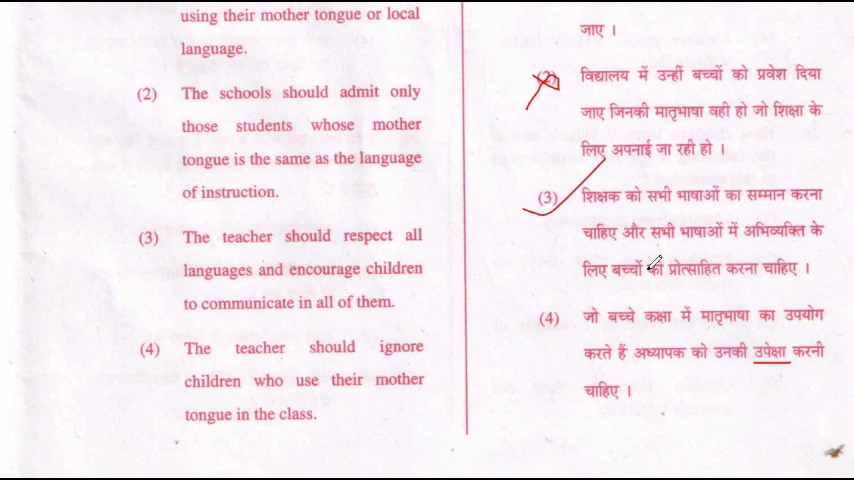 using their mother tongue or local
language.
(2) The schools should admit only
those students whose mother
tongue is the same as the language
of instruction.
(3) The teacher should respect all
languages and encourage children
to communicate in all of them.
(4) The teacher should ignore
children who use their mother
tongue in the class.
जाए ।
(2) विद्यालय में उन्हीं बच्चों को प्रवेश दिया
जाए जिनकी मातृभाषा वही हो जो शिक्षा के
लिए अपनाई जा रही हो ।
(3) शिक्षक को सभी भाषाओं का सम्मान करना
चाहिए और सभी भाषाओं में अभिव्यक्ति के
लिए बच्चों को प्रोत्साहित करना चाहिए ।
(4) जो बच्चे कक्षा में मातृभाषा का उपयोग
करते हैं अध्यापक को उनकी उपेक्षा करनी
चाहिए ।